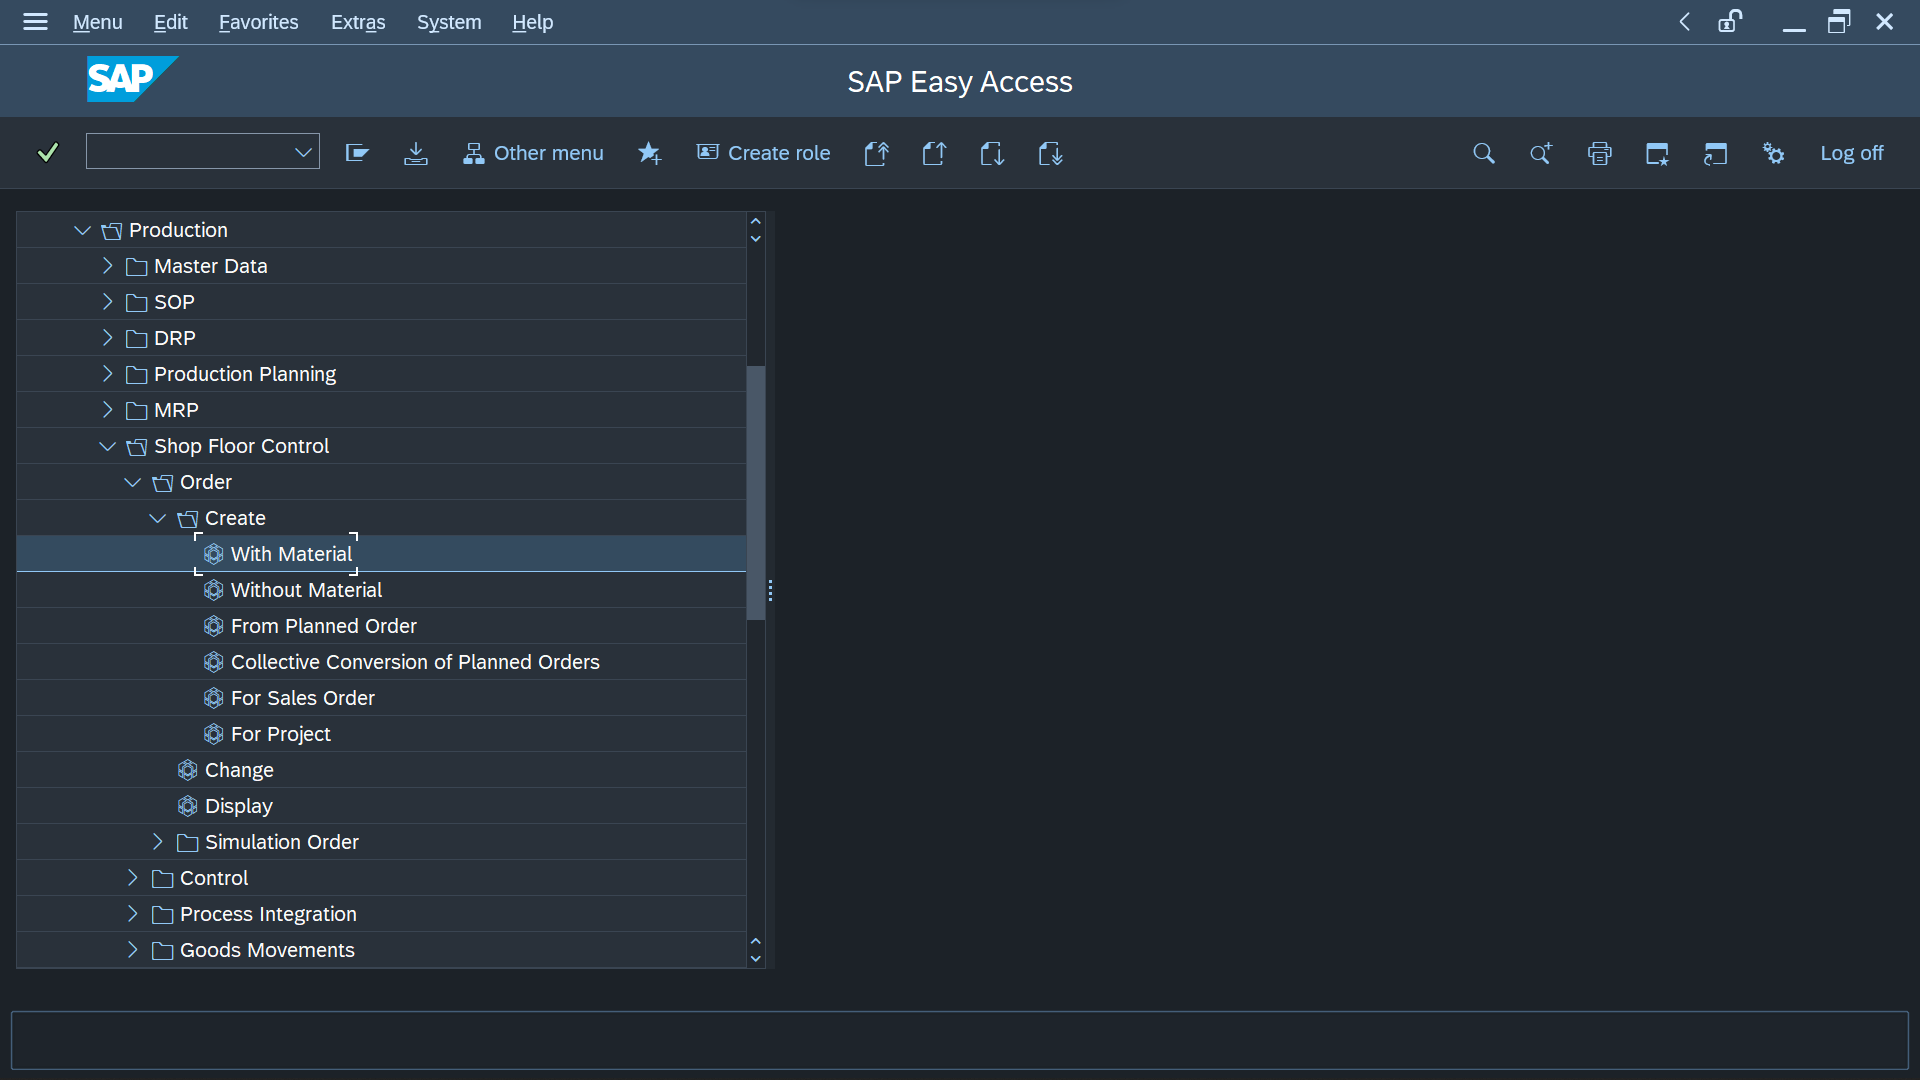 Menu Edit Favorites Extras System Help
SAP
SAP Easy Access
Other menu Create role Log off
Production
Master Data
SOP
DRP
Production Planning
MRP
Shop Floor Control
Order
Create
With Material
Without Material
From Planned Order
Collective Conversion of Planned Orders
For Sales Order
For Project
Change
Display
Simulation Order
Control
Process Integration
Goods Movements